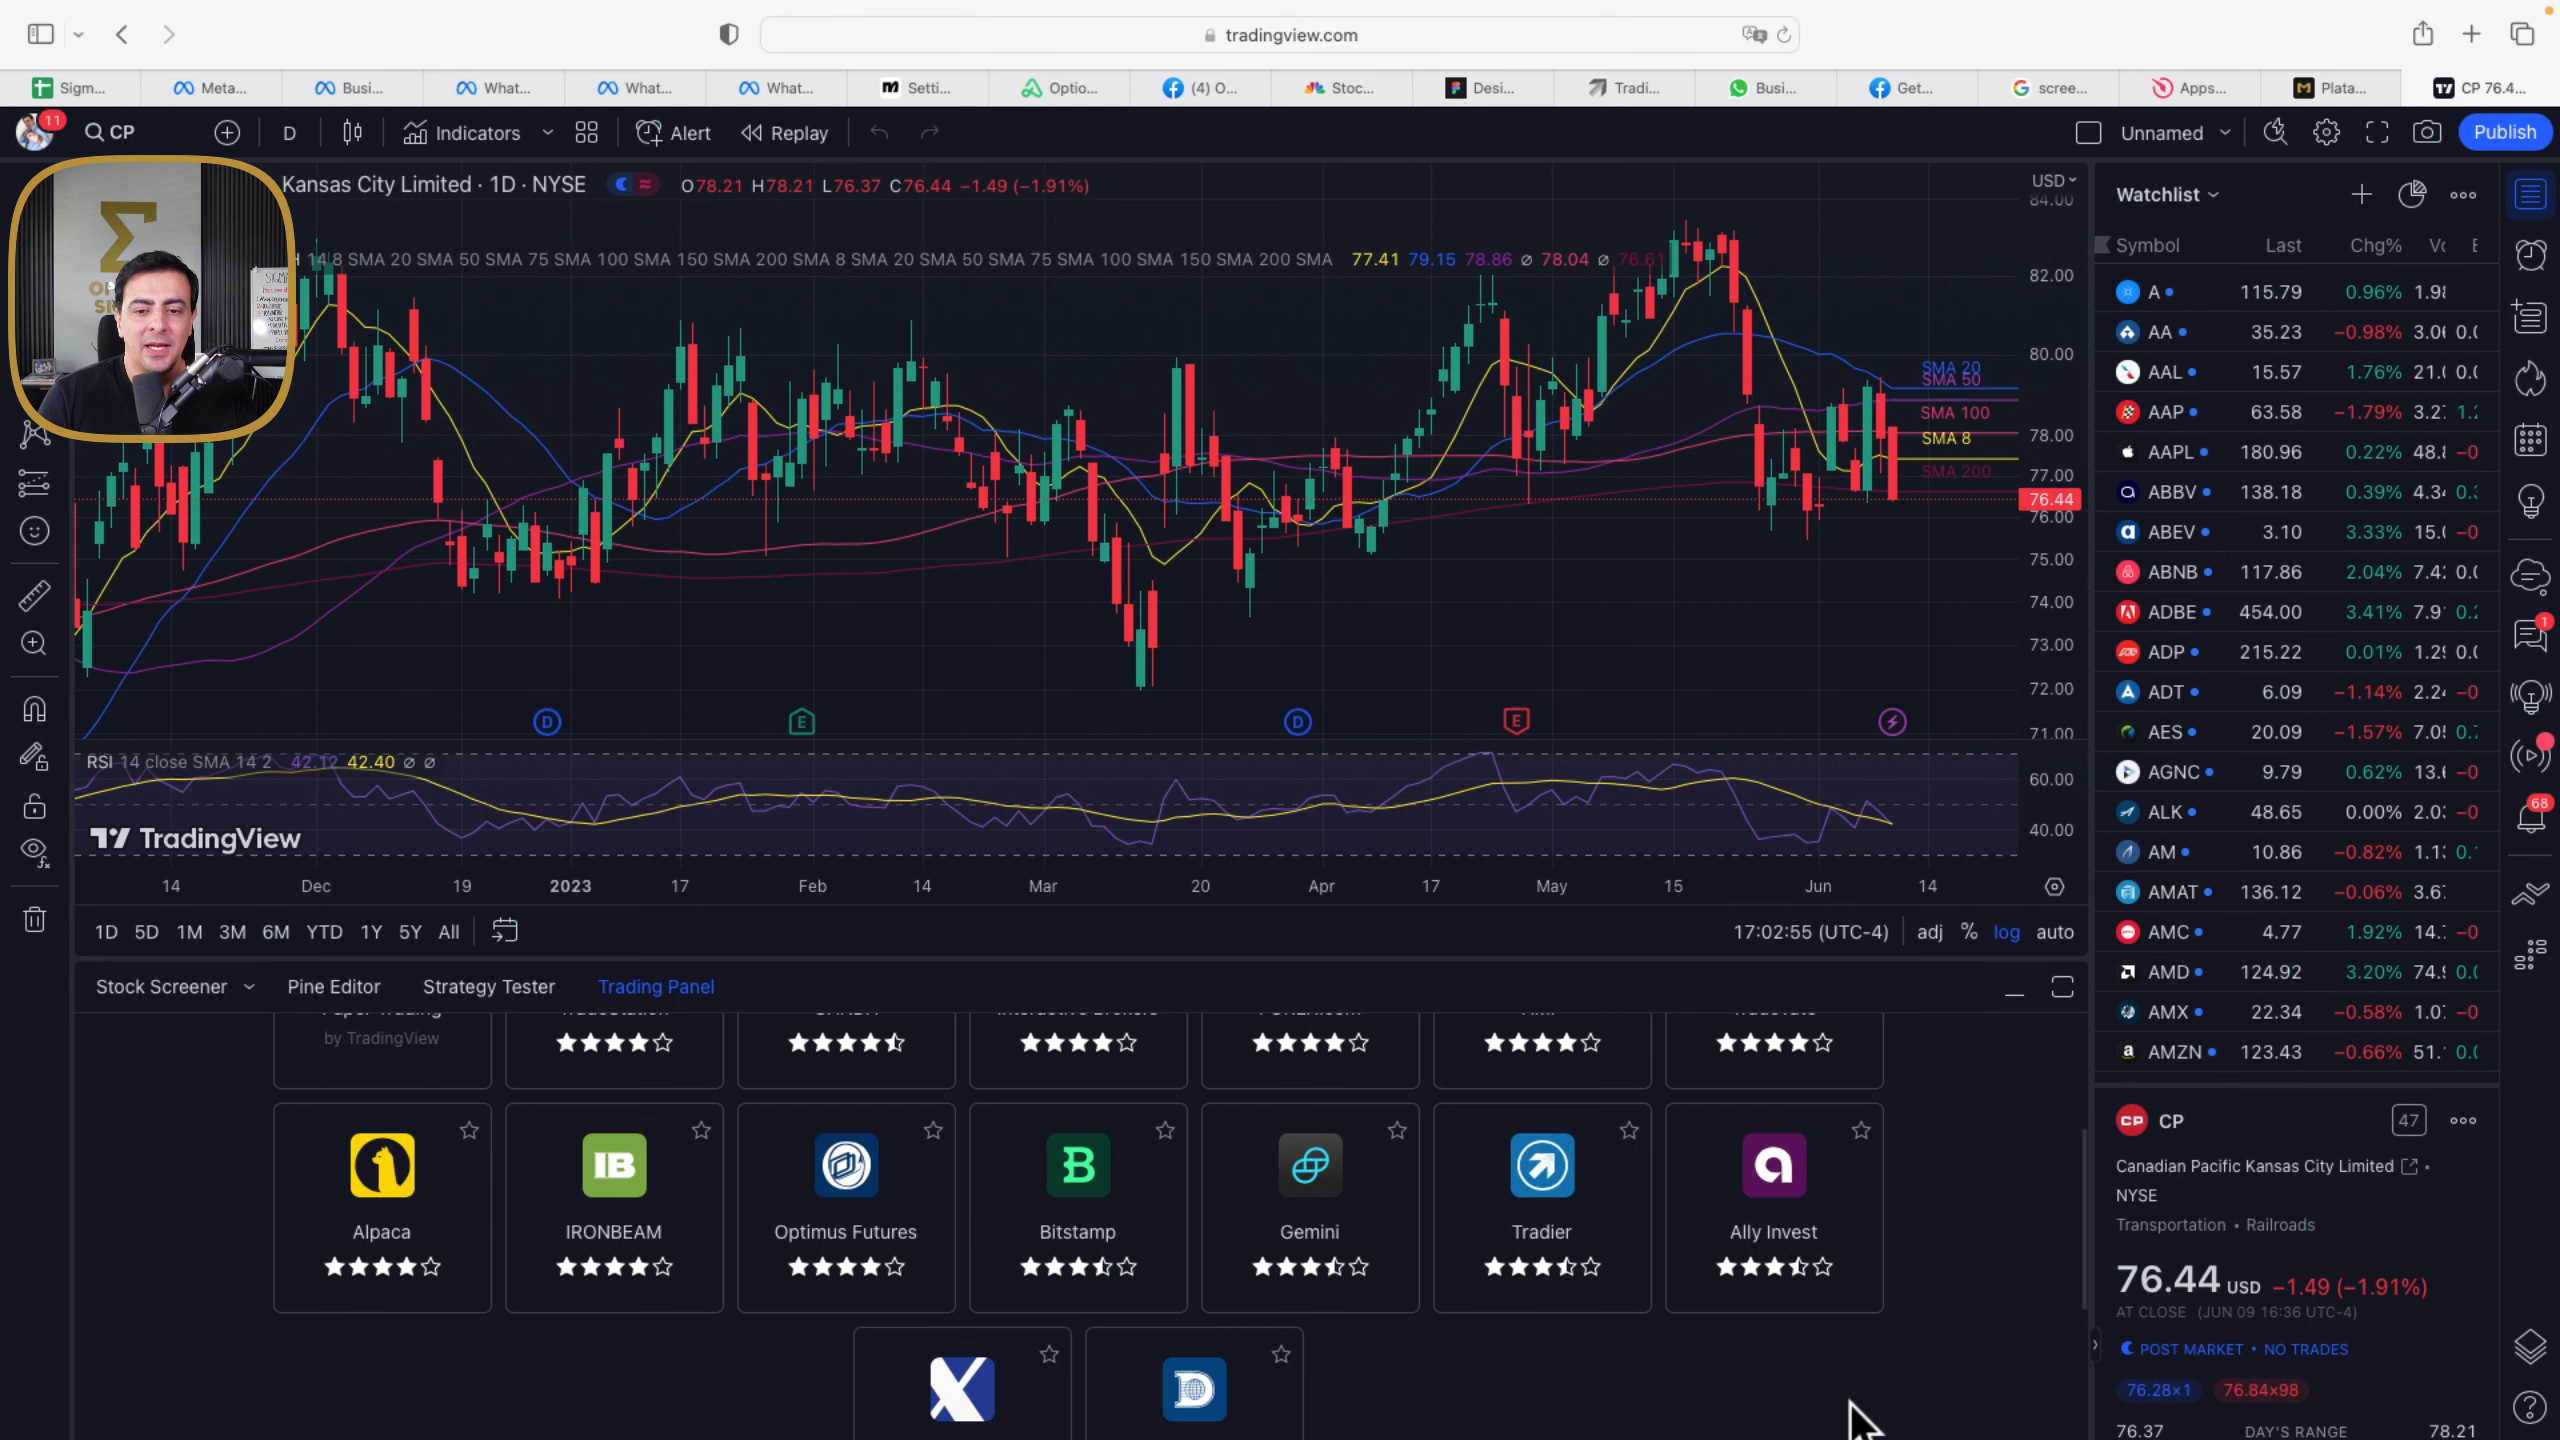 tradingview.com
Sigm...
Meta...
Busi...
What...
What...
What...
Setti...
Optio...
(4) O...
Stoc...
Desi...
Tradi...
Busi...
Get...
scree...
Apps...
Plata...
CP 76.4...
11
CP
D
Indicators
Alert
Replay
Unnamed
Publish
Kansas City Limited · 1D · NYSE
O78.21 H78.21 L76.37 C76.44 −1.49 (−1.91%)
14 8 SMA 20 SMA 50 SMA 75 SMA 100 SMA 150 SMA 200 SMA 8 SMA 20 SMA 50 SMA 75 SMA 100 SMA 150 SMA 200 SMA 77.41 79.15 78.86 ∅ 78.04 ∅ 76.61
USD
84.00
82.00
80.00
78.00
77.00
76.44
76.00
75.00
74.00
73.00
72.00
71.00
SMA 20
SMA 50
SMA 100
SMA 8
SMA 200
D
E
D
E
RSI 14 close SMA 14 2 42.12 42.40 ∅ ∅
60.00
40.00
TradingView
14 Dec 19 2023 17 Feb 14 Mar 20 Apr 17 May 15 Jun 14
1D 5D 1M 3M 6M YTD 1Y 5Y All
17:02:55 (UTC-4) adj % log auto
Stock Screener
Pine Editor
Strategy Tester
Trading Panel
by TradingView
Alpaca
IB
IRONBEAM
Optimus Futures
B
Bitstamp
Gemini
Tradier
a
Ally Invest
X
D
Watchlist
Symbol Last Chg%
A 115.79 0.96%
AA 35.23 −0.98%
AAL 15.57 1.76%
AAP 63.58 −1.79%
AAPL 180.96 0.22%
ABBV 138.18 0.39%
ABEV 3.10 3.33%
ABNB 117.86 2.04%
ADBE 454.00 3.41%
ADP 215.22 0.01%
ADT 6.09 −1.14%
AES 20.09 −1.57%
AGNC 9.79 0.62%
ALK 48.65 0.00%
AM 10.86 −0.82%
AMAT 136.12 −0.06%
AMC 4.77 1.92%
AMD 124.92 3.20%
AMX 22.34 −0.58%
AMZN 123.43 −0.66%
1
68
CP CP 47
Canadian Pacific Kansas City Limited
NYSE
Transportation • Railroads
76.44 USD −1.49 (−1.91%)
AT CLOSE (JUN 09 16:36 UTC-4)
POST MARKET • NO TRADES
76.28×1 76.84×98
76.37 DAY'S RANGE 78.21